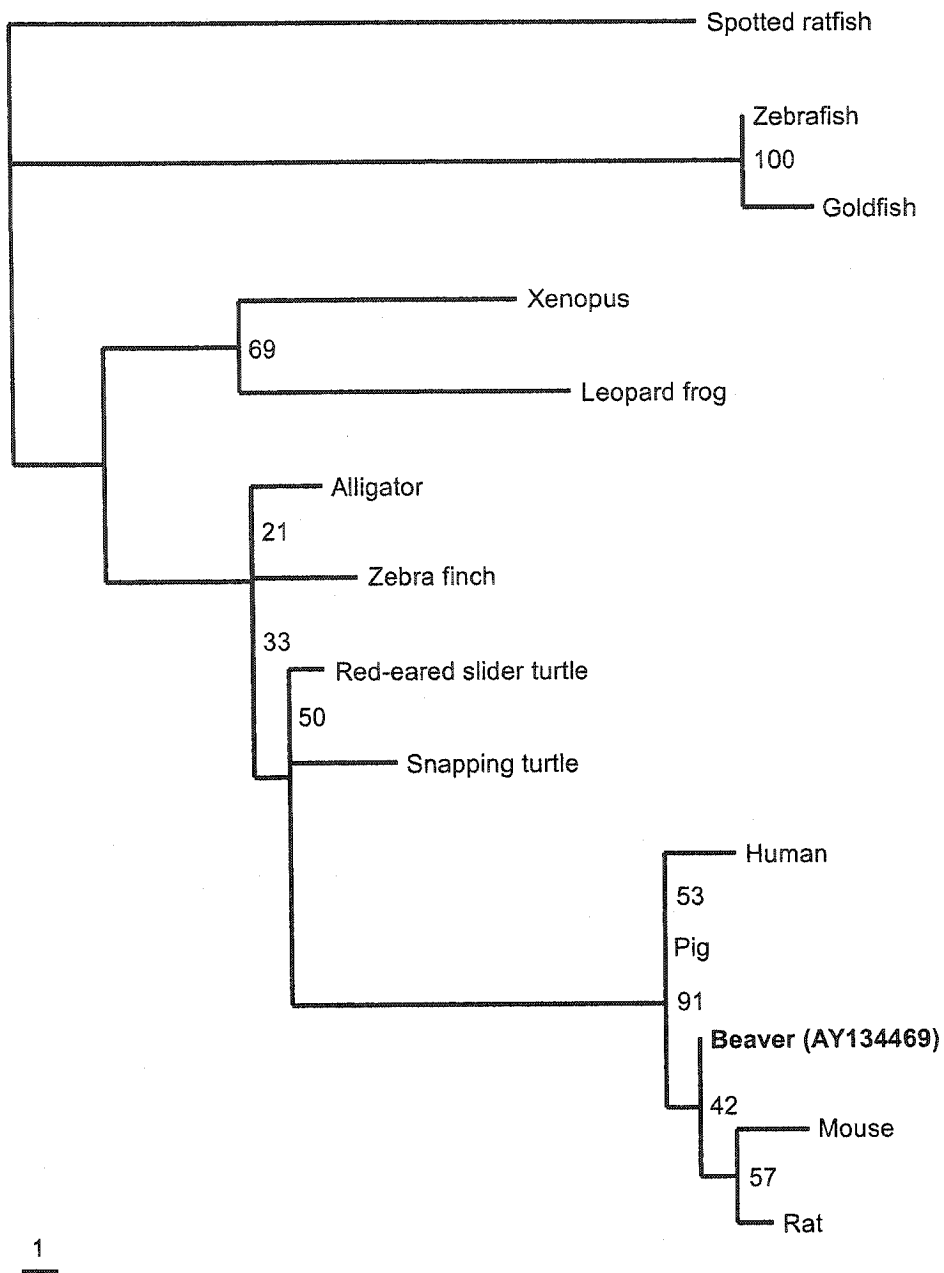 Spotted ratfish
Zebrafish
100
Goldfish
Xenopus
69
Leopard frog
Alligator
21
Zebra finch
33
Red-eared slider turtle
50
Snapping turtle
Human
53
Pig
91
Beaver (AY134469)
42
Mouse
57
Rat
1